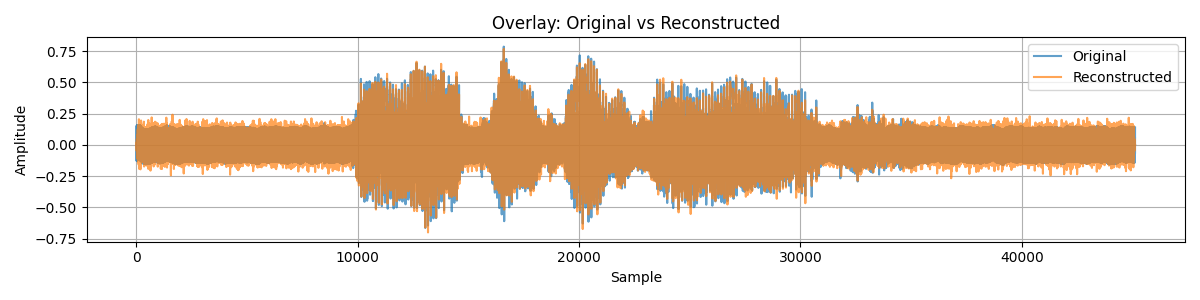 Overlay: Original vs Reconstructed
Original
Reconstructed
Amplitude
0.75
0.50
0.25
0.00
−0.25
−0.50
−0.75
0 10000 20000 30000 40000
Sample